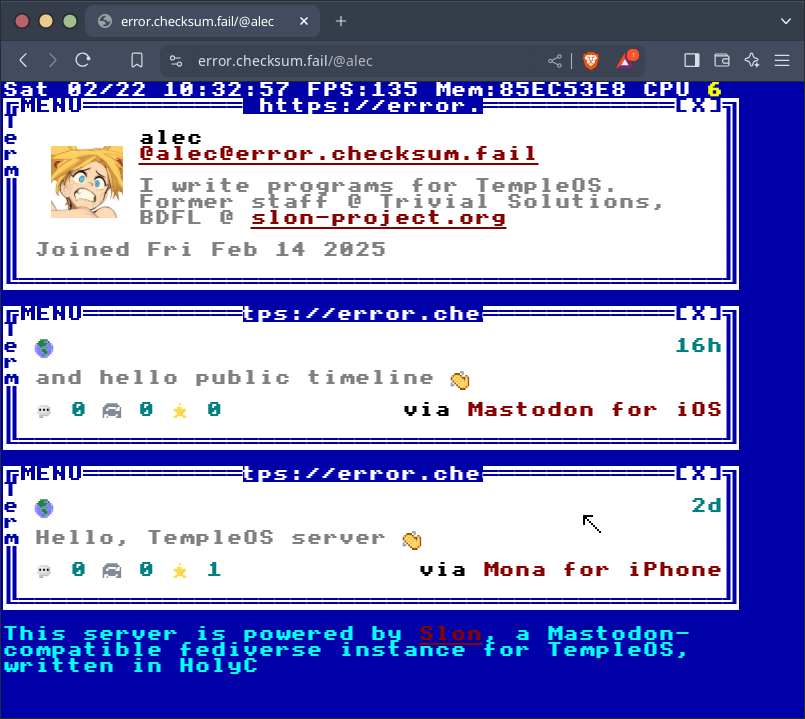 error.checksum.fail/@alec
error.checksum.fail/@alec
1
Sat 02/22 10:32:57 FPS:135 Mem:85EC53E8 CPU 6
MENU https://error. [X]
Term
alec
@alec@error.checksum.fail
I write programs for TempleOS.
Former staff @ Trivial Solutions,
BDFL @ slon-project.org
Joined Fri Feb 14 2025
MENU tps://error.che [X]
Term
16h
and hello public timeline 👏
0 0 0 via Mastodon for iOS
MENU tps://error.che [X]
Term
2d
Hello, TempleOS server 👏
0 0 1 via Mona for iPhone
This server is powered by Slon, a Mastodon-
compatible fediverse instance for TempleOS,
written in HolyC